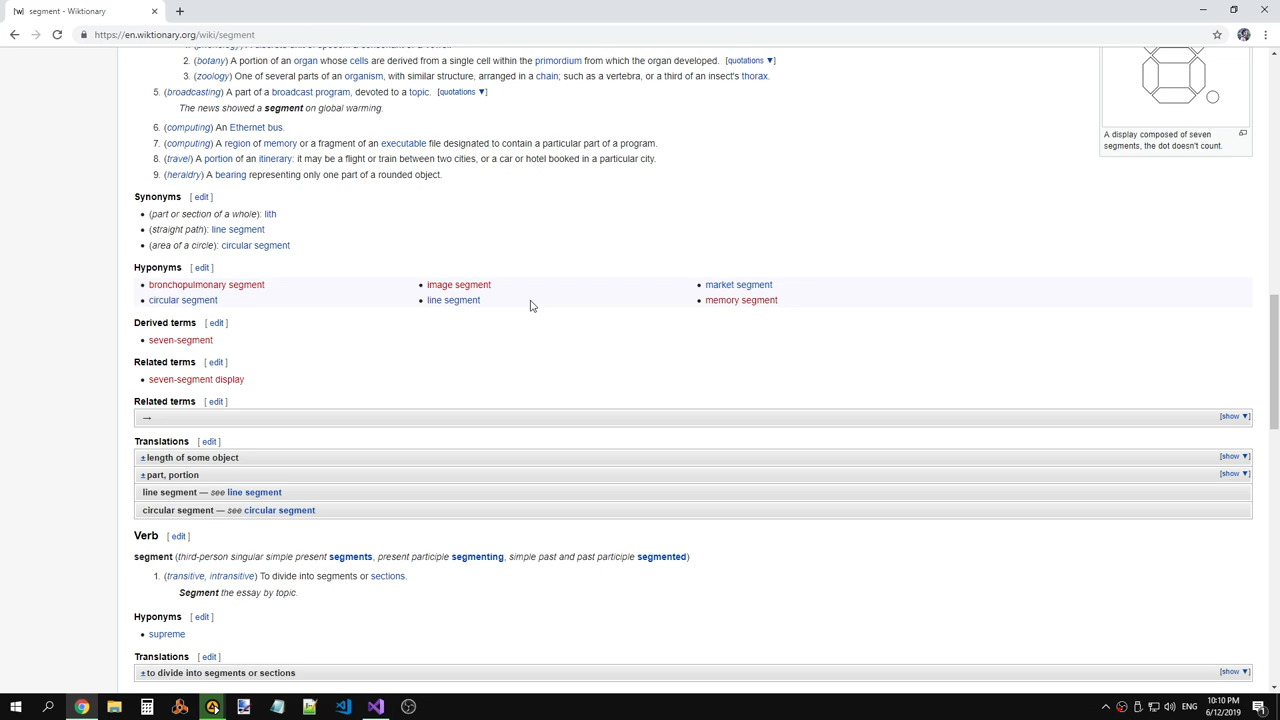 segment - Wiktionary
https://en.wiktionary.org/wiki/segment
2. (botany) A portion of an organ whose cells are derived from a single cell within the primordium from which the organ developed. [quotations ▼]
3. (zoology) One of several parts of an organism, with similar structure, arranged in a chain; such as a vertebra, or a third of an insect's thorax.
5. (broadcasting) A part of a broadcast program, devoted to a topic. [quotations ▼]
The news showed a segment on global warming.
6. (computing) An Ethernet bus.
7. (computing) A region of memory or a fragment of an executable file designated to contain a particular part of a program.
8. (travel) A portion of an itinerary: it may be a flight or train between two cities, or a car or hotel booked in a particular city.
9. (heraldry) A bearing representing only one part of a rounded object.
A display composed of seven
segments, the dot doesn't count.
Synonyms [ edit ]
• (part or section of a whole): lith
• (straight path): line segment
• (area of a circle): circular segment
Hyponyms [ edit ]
• bronchopulmonary segment • image segment • market segment
• circular segment • line segment • memory segment
Derived terms [ edit ]
• seven-segment
Related terms [ edit ]
• seven-segment display
Related terms [ edit ]
→ [show ▼]
Translations [ edit ]
±length of some object [show ▼]
±part, portion [show ▼]
line segment — see line segment
circular segment — see circular segment
Verb [ edit ]
segment (third-person singular simple present segments, present participle segmenting, simple past and past participle segmented)
1. (transitive, intransitive) To divide into segments or sections.
Segment the essay by topic.
Hyponyms [ edit ]
• supreme
Translations [ edit ]
±to divide into segments or sections [show ▼]
ENG
10:10 PM
6/12/2019